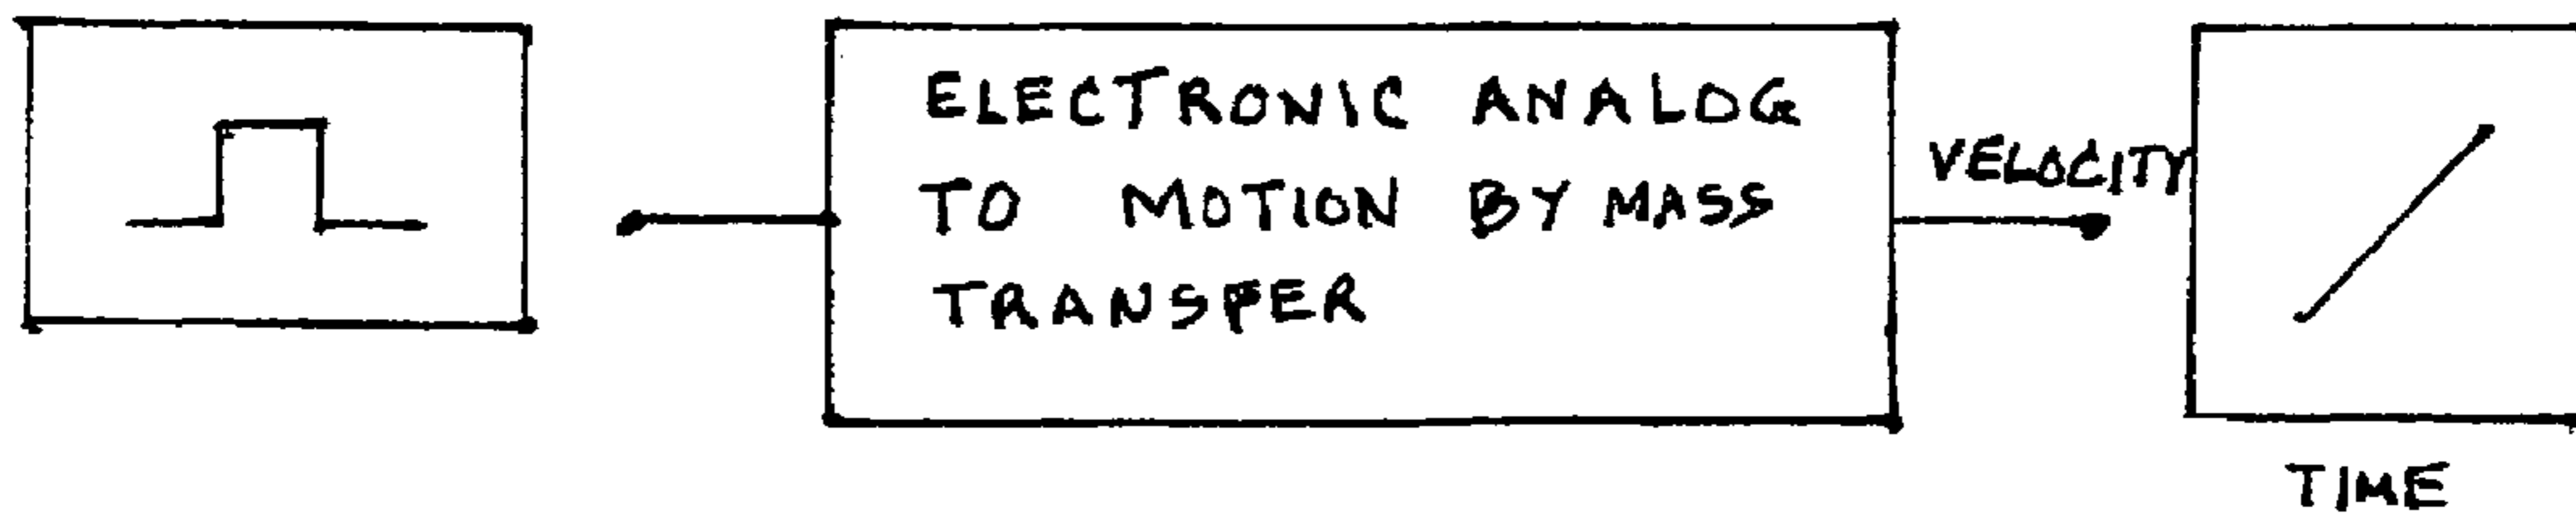 ELECTRONIC ANALOG
TO MOTION BY MASS
TRANSFER
VELOCITY
TIME